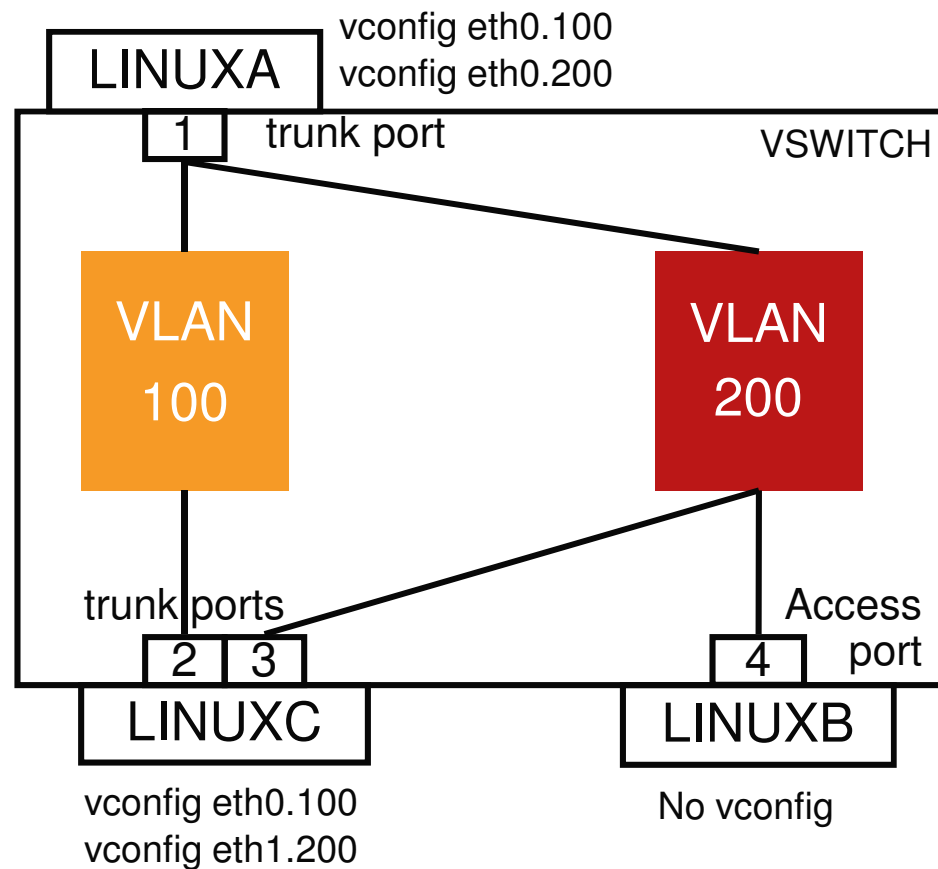 vconfig eth0.100
vconfig eth0.200
LINUXA
1
trunk port
VSWITCH
VLAN
100
VLAN
200
trunk ports
Access
port
2
3
4
LINUXC
LINUXB
vconfig eth0.100
vconfig eth1.200
No vconfig